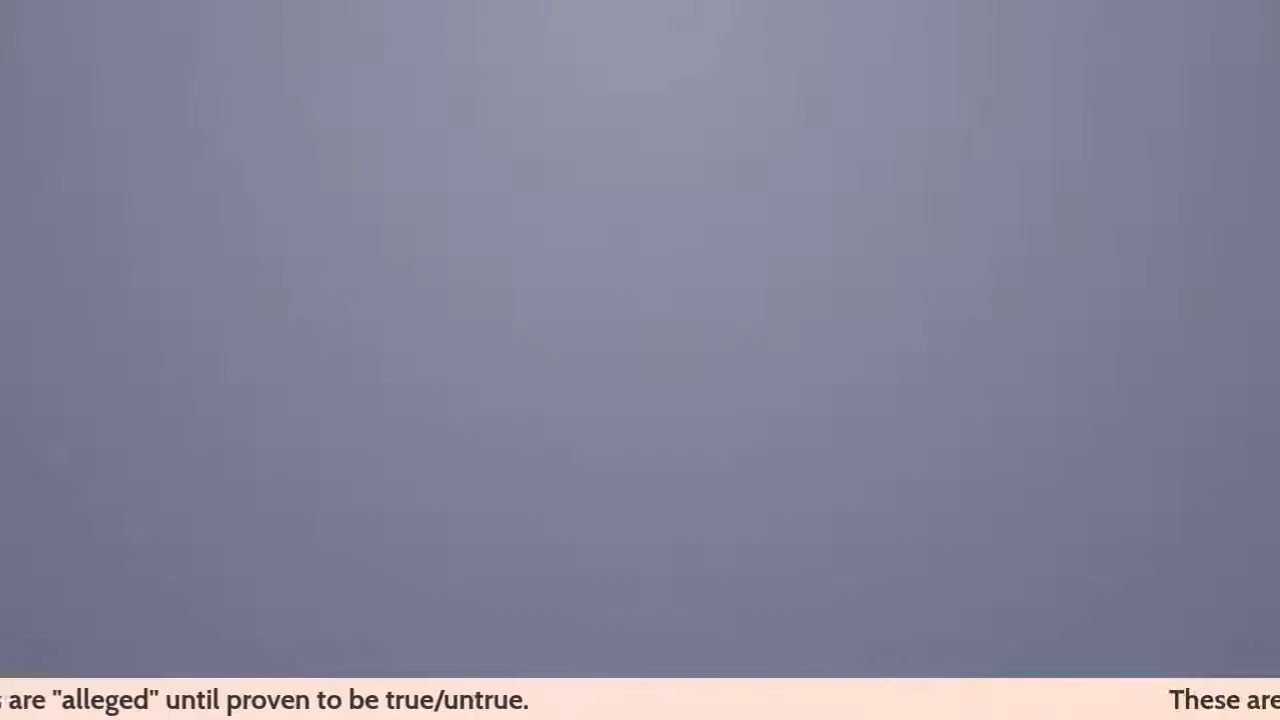 are "alleged" until proven to be true/untrue. These are